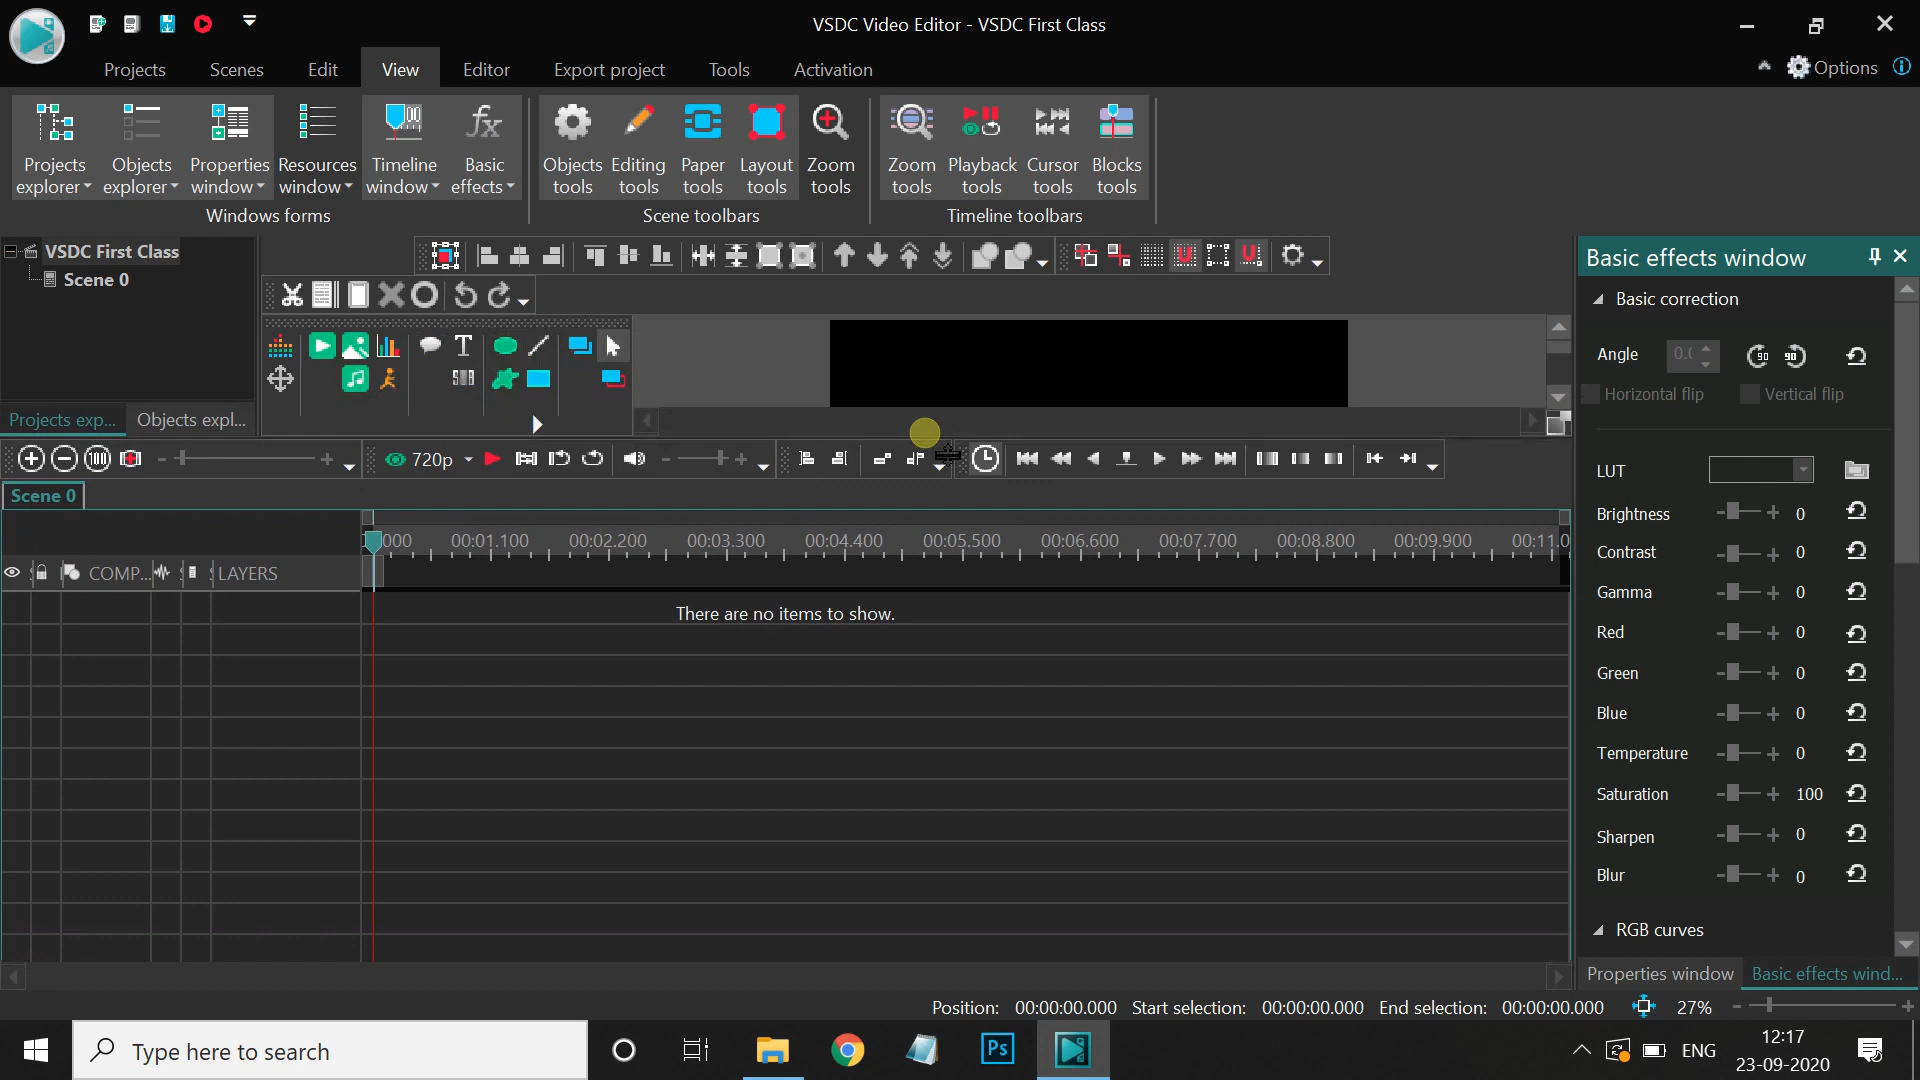 VSDC Video Editor - VSDC First Class
Projects Scenes Edit View Editor Export project Tools Activation Options
Projects explorer
Objects explorer
Properties window
Resources window
Timeline window
Basic effects
Windows forms
Objects tools
Editing tools
Paper tools
Layout tools
Zoom tools
Scene toolbars
Zoom tools
Playback tools
Cursor tools
Blocks tools
Timeline toolbars
VSDC First Class
Scene 0
Projects exp...
Objects expl...
720p
Scene 0
000 00:01.100 00:02.200 00:03.300 00:04.400 00:05.500 00:06.600 00:07.700 00:08.800 00:09.900 00:11.0
COMP... LAYERS
There are no items to show.
Basic effects window
Basic correction
Angle 0.( 90 90
Horizontal flip Vertical flip
LUT
Brightness 0
Contrast 0
Gamma 0
Red 0
Green 0
Blue 0
Temperature 0
Saturation 100
Sharpen 0
Blur 0
RGB curves
Properties window Basic effects wind...
Position: 00:00:00.000 Start selection: 00:00:00.000 End selection: 00:00:00.000 27%
Type here to search
Ps
ENG
12:17
23-09-2020